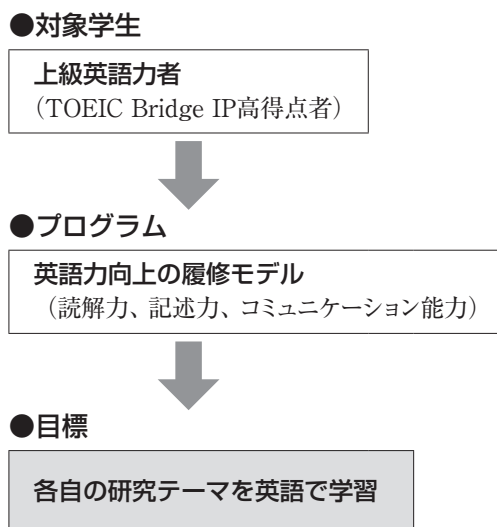 ●対象学生
上級英語力者
（TOEIC Bridge IP高得点者）
●プログラム
英語力向上の履修モデル
（読解力、記述力、コミュニケーション能力）
●目標
各自の研究テーマを英語で学習